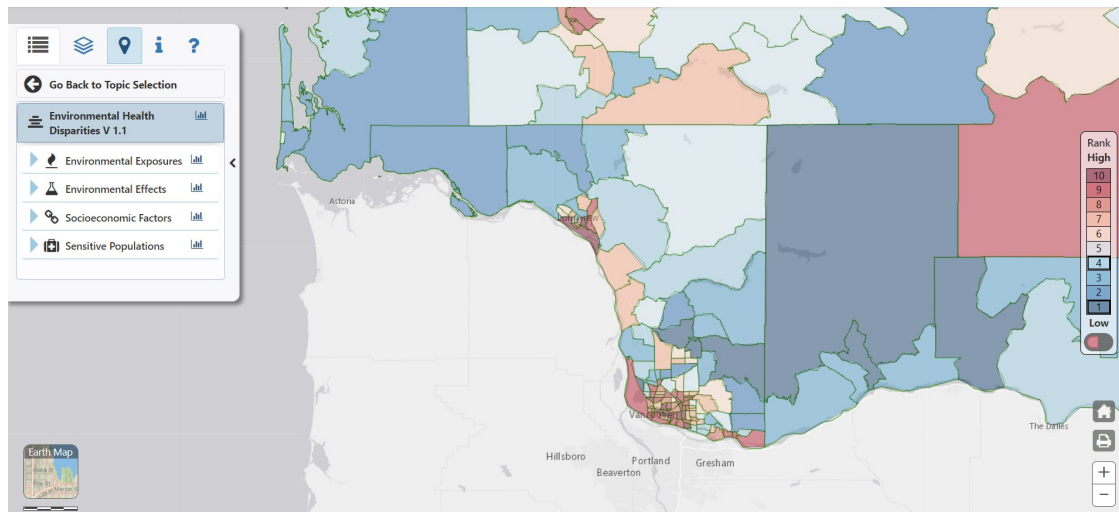 i
?
Go Back to Topic Selection
Environmental Health
Disparities V 1.1
Environmental Exposures
Environmental Effects
Socioeconomic Factors
Sensitive Populations
Astoria
Longview
Vancouver
Hillsboro
Portland
Beaverton
Gresham
The Dalles
Rank
High
10
9
8
7
6
5
4
3
2
1
Low
+
−
Earth Map